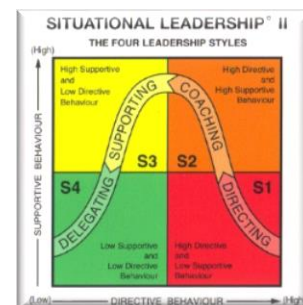 SITUATIONAL LEADERSHIP® II
THE FOUR LEADERSHIP STYLES
(High)
High Supportive
and
Low Directive
Behaviour
High Directive
and
High Supportive
Behaviour
SUPPORTING
COACHING
S3
S2
SUPPORTIVE BEHAVIOUR
S4
S1
DELEGATING
DIRECTING
Low Supportive
and
Low Directive
Behaviour
High Directive
and
Low Supportive
Behaviour
(Low)
DIRECTIVE BEHAVIOUR
(High